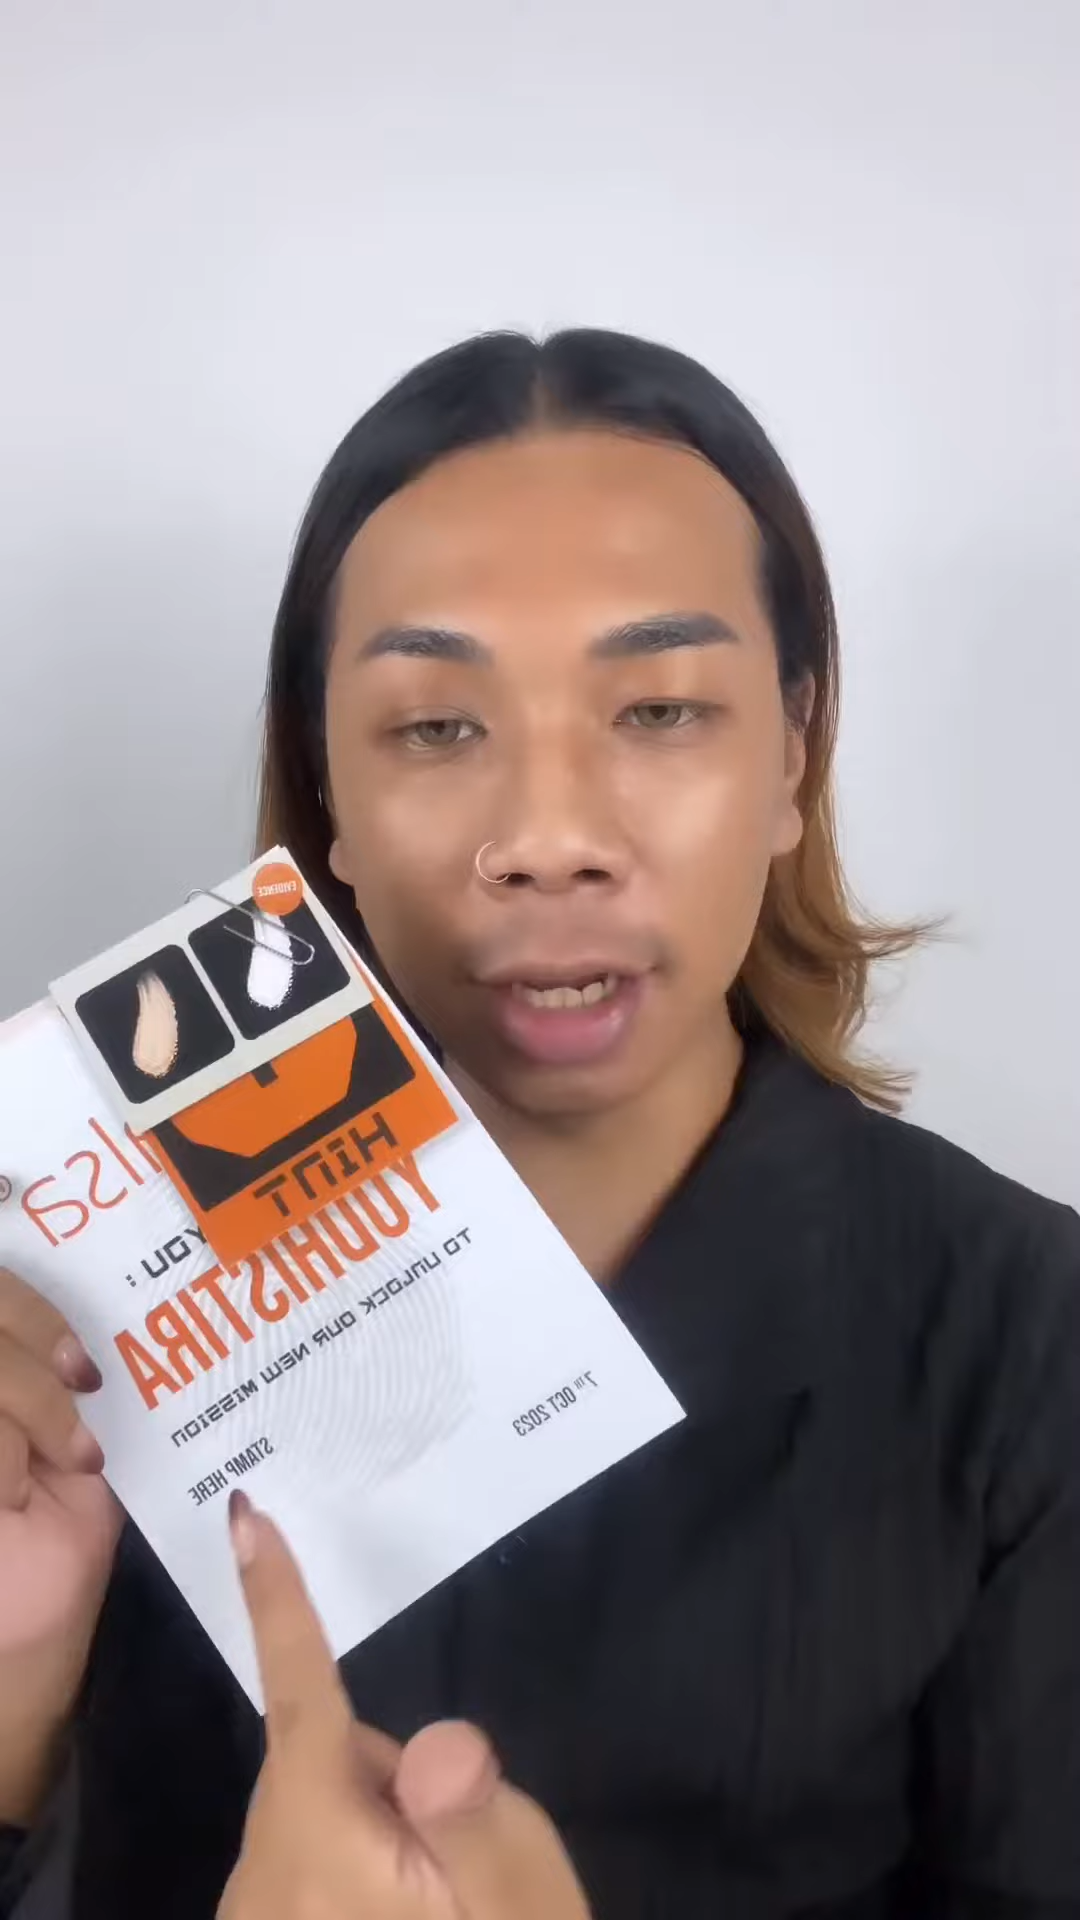 EVIDENCE
HINT
YOU :
YUDHISTIRA
TO UNLOCK OUR NEW MISSION
STAMP HERE
7TH OCT 2023